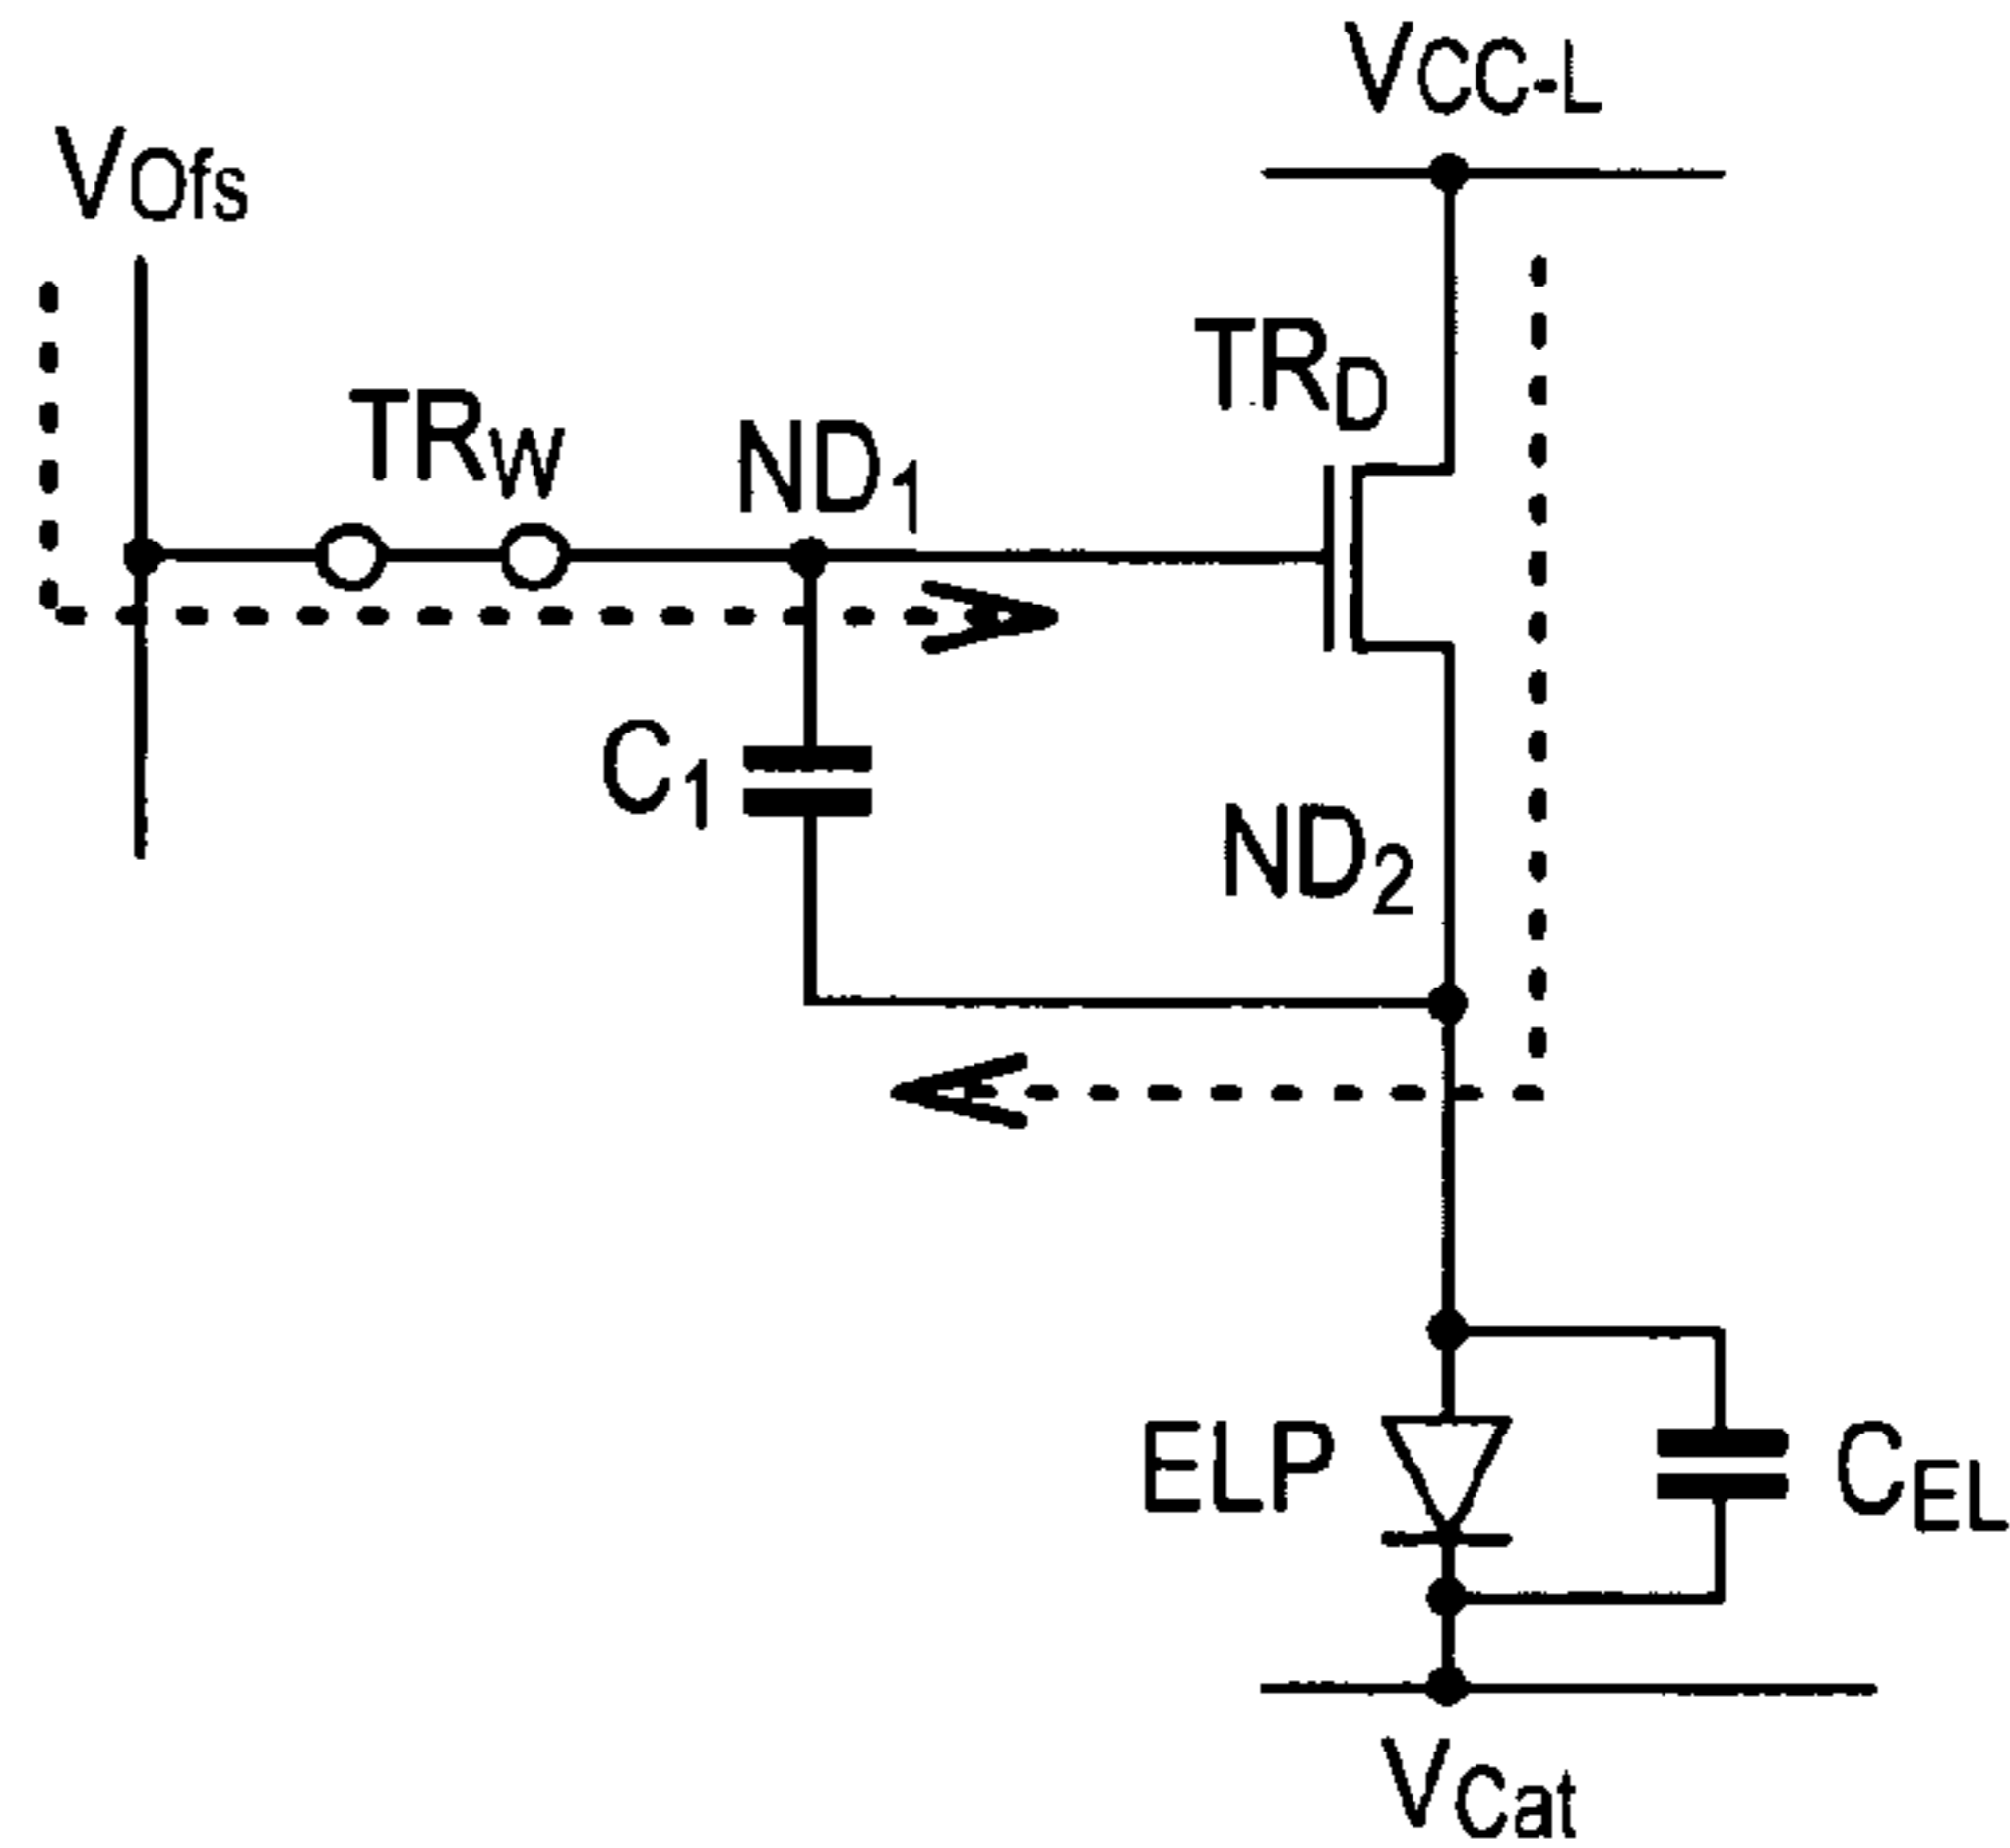 VCC-L
VOfs
TRD
TRW
ND1
C1
ND2
ELP
CEL
VCat